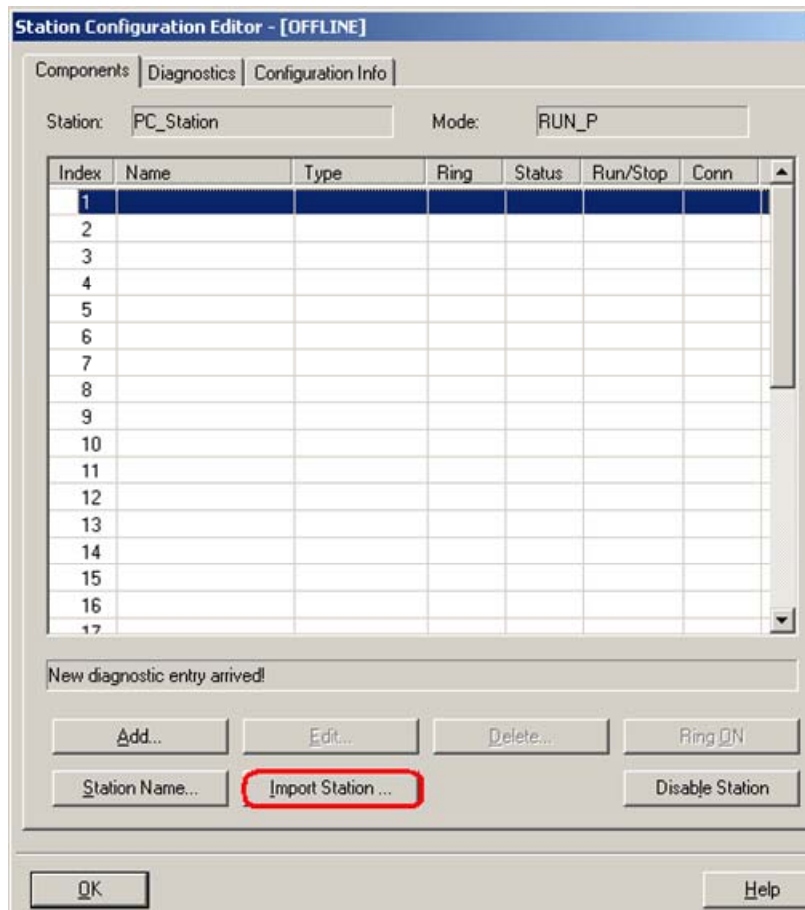 Station Configuration Editor - [OFFLINE]
Components Diagnostics Configuration Info
Station: PC_Station Mode: RUN_P
Index Name Type Ring Status Run/Stop Conn
1
2
3
4
5
6
7
8
9
10
11
12
13
14
15
16
17
New diagnostic entry arrived!
Add... Edit... Delete... Ring ON
Station Name... Import Station ... Disable Station
OK Help